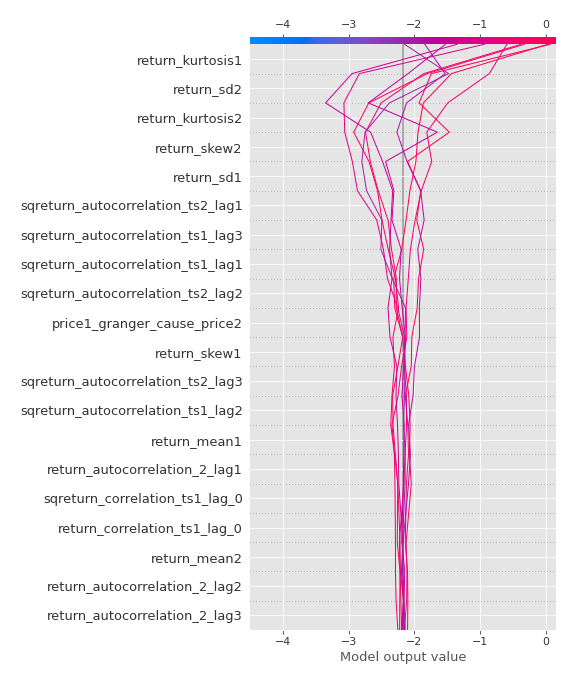 −4 −3 −2 −1 0
return_kurtosis1
return_sd2
return_kurtosis2
return_skew2
return_sd1
sqreturn_autocorrelation_ts2_lag1
sqreturn_autocorrelation_ts1_lag3
sqreturn_autocorrelation_ts1_lag1
sqreturn_autocorrelation_ts2_lag2
price1_granger_cause_price2
return_skew1
sqreturn_autocorrelation_ts2_lag3
sqreturn_autocorrelation_ts1_lag2
return_mean1
return_autocorrelation_2_lag1
sqreturn_correlation_ts1_lag_0
return_correlation_ts1_lag_0
return_mean2
return_autocorrelation_2_lag2
return_autocorrelation_2_lag3
−4 −3 −2 −1 0
Model output value